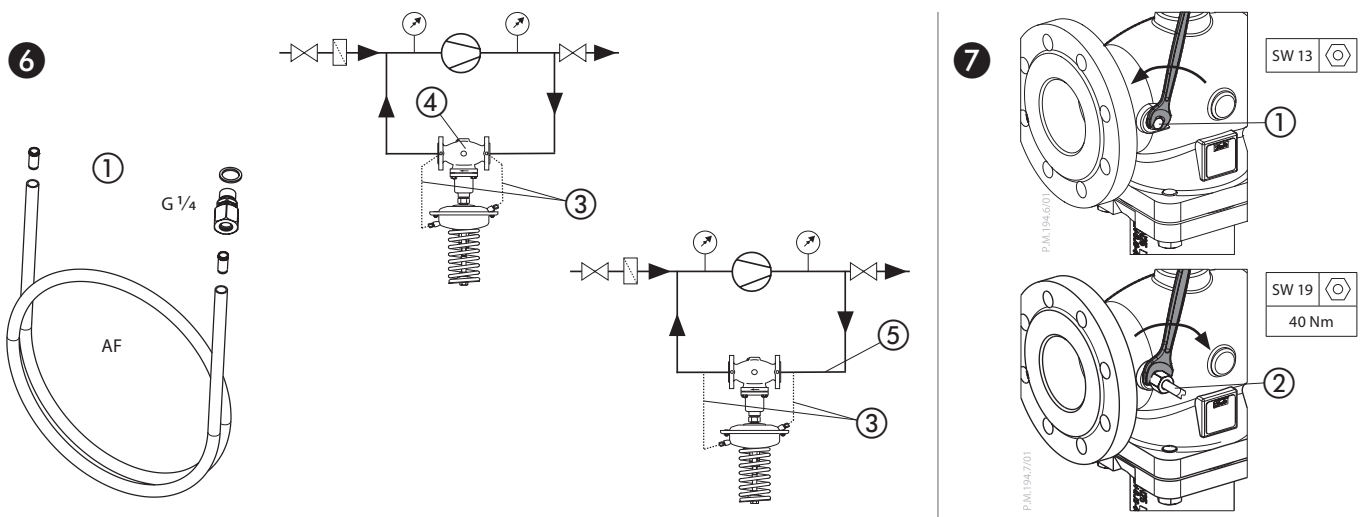 6
①
G ¼
AF
④
③
⑤
③
7
SW 13
①
P.M.194.6/01
SW 19
40 Nm
②
P.M.194.7/01